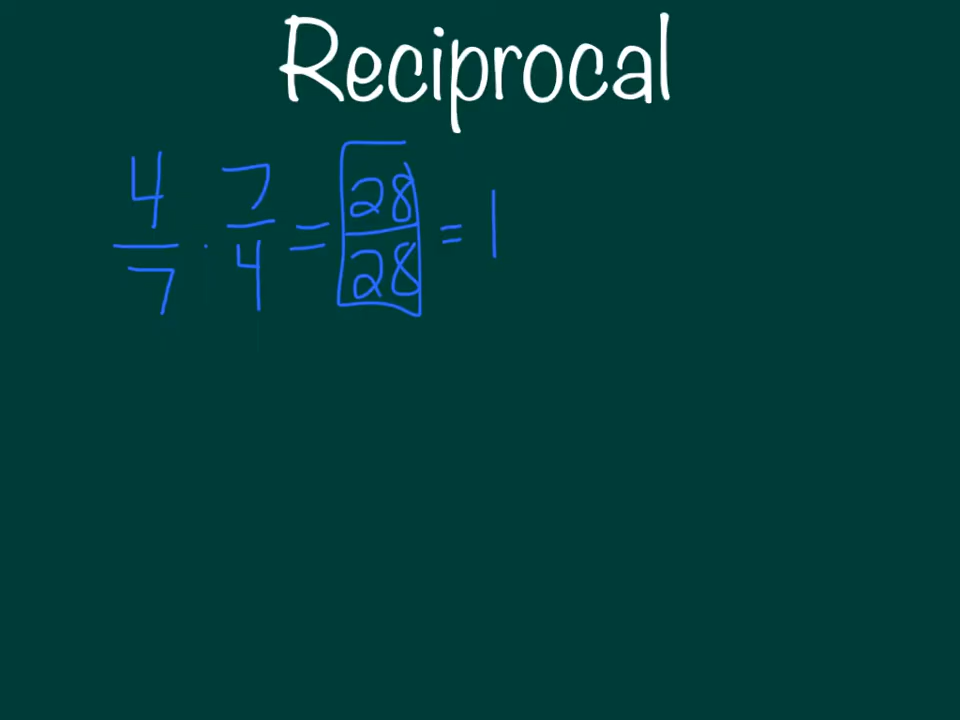 Reciprocal
4/7 · 7/4 = 28/28 = 1